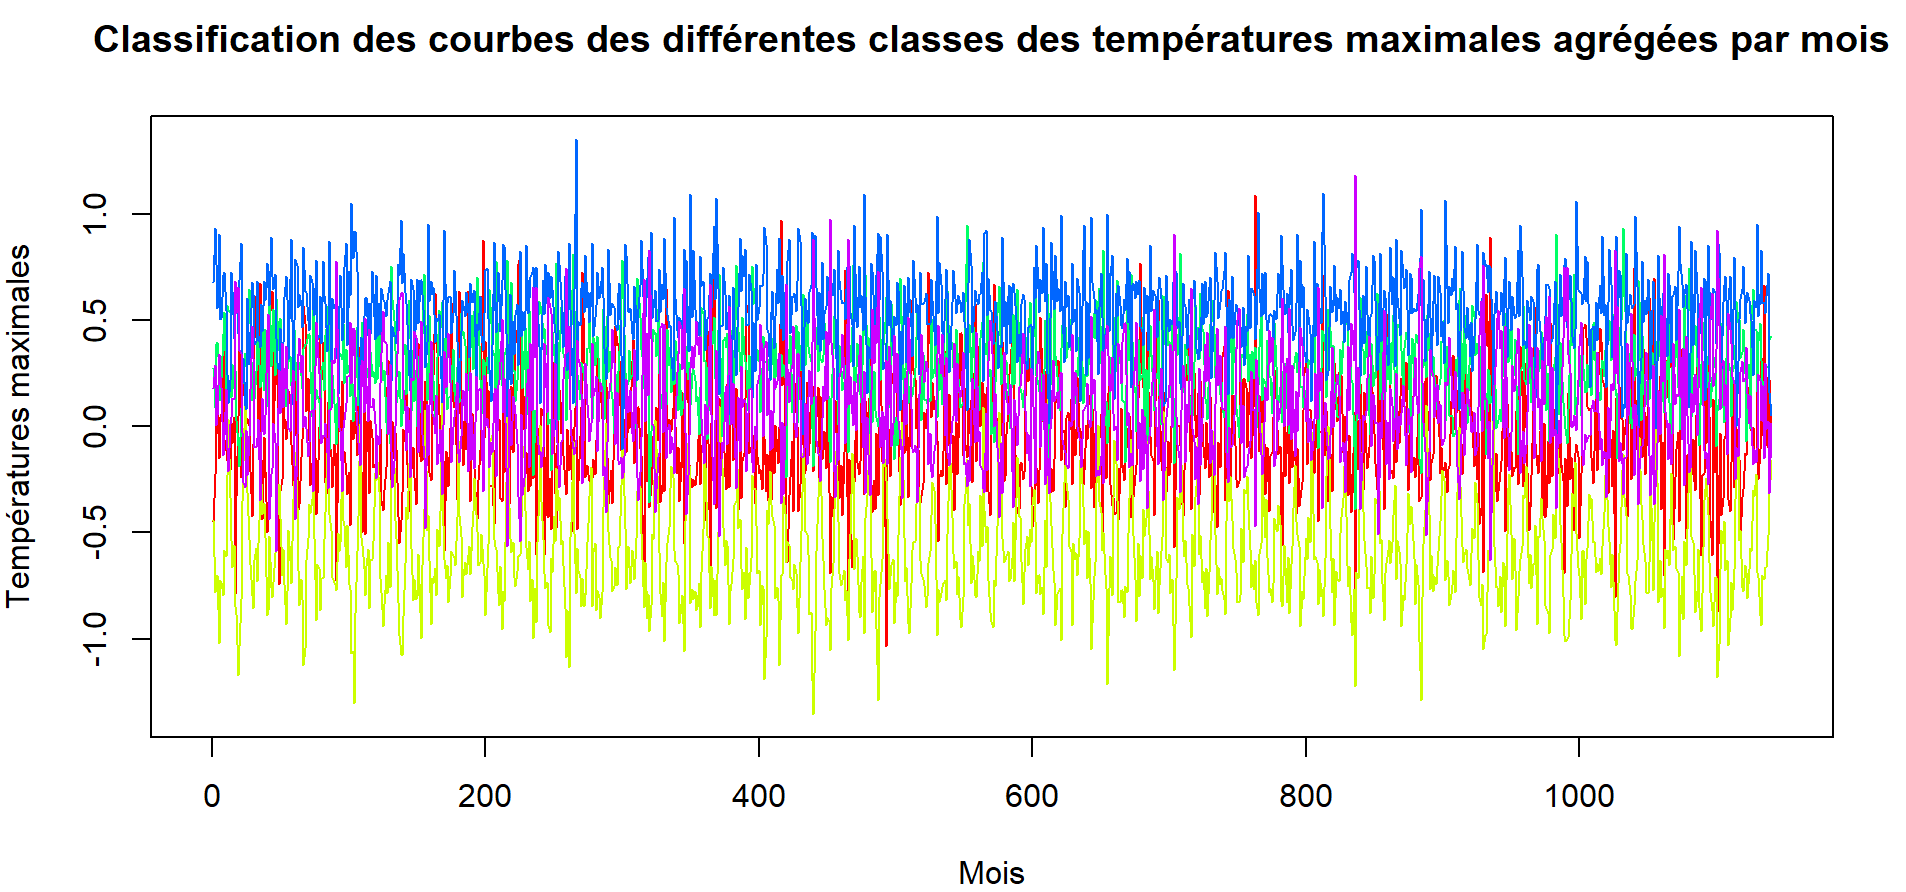 Classification des courbes des différentes classes des températures maximales agrégées par mois
Températures maximales
1.0
0.5
0.0
-0.5
-1.0
0 200 400 600 800 1000
Mois